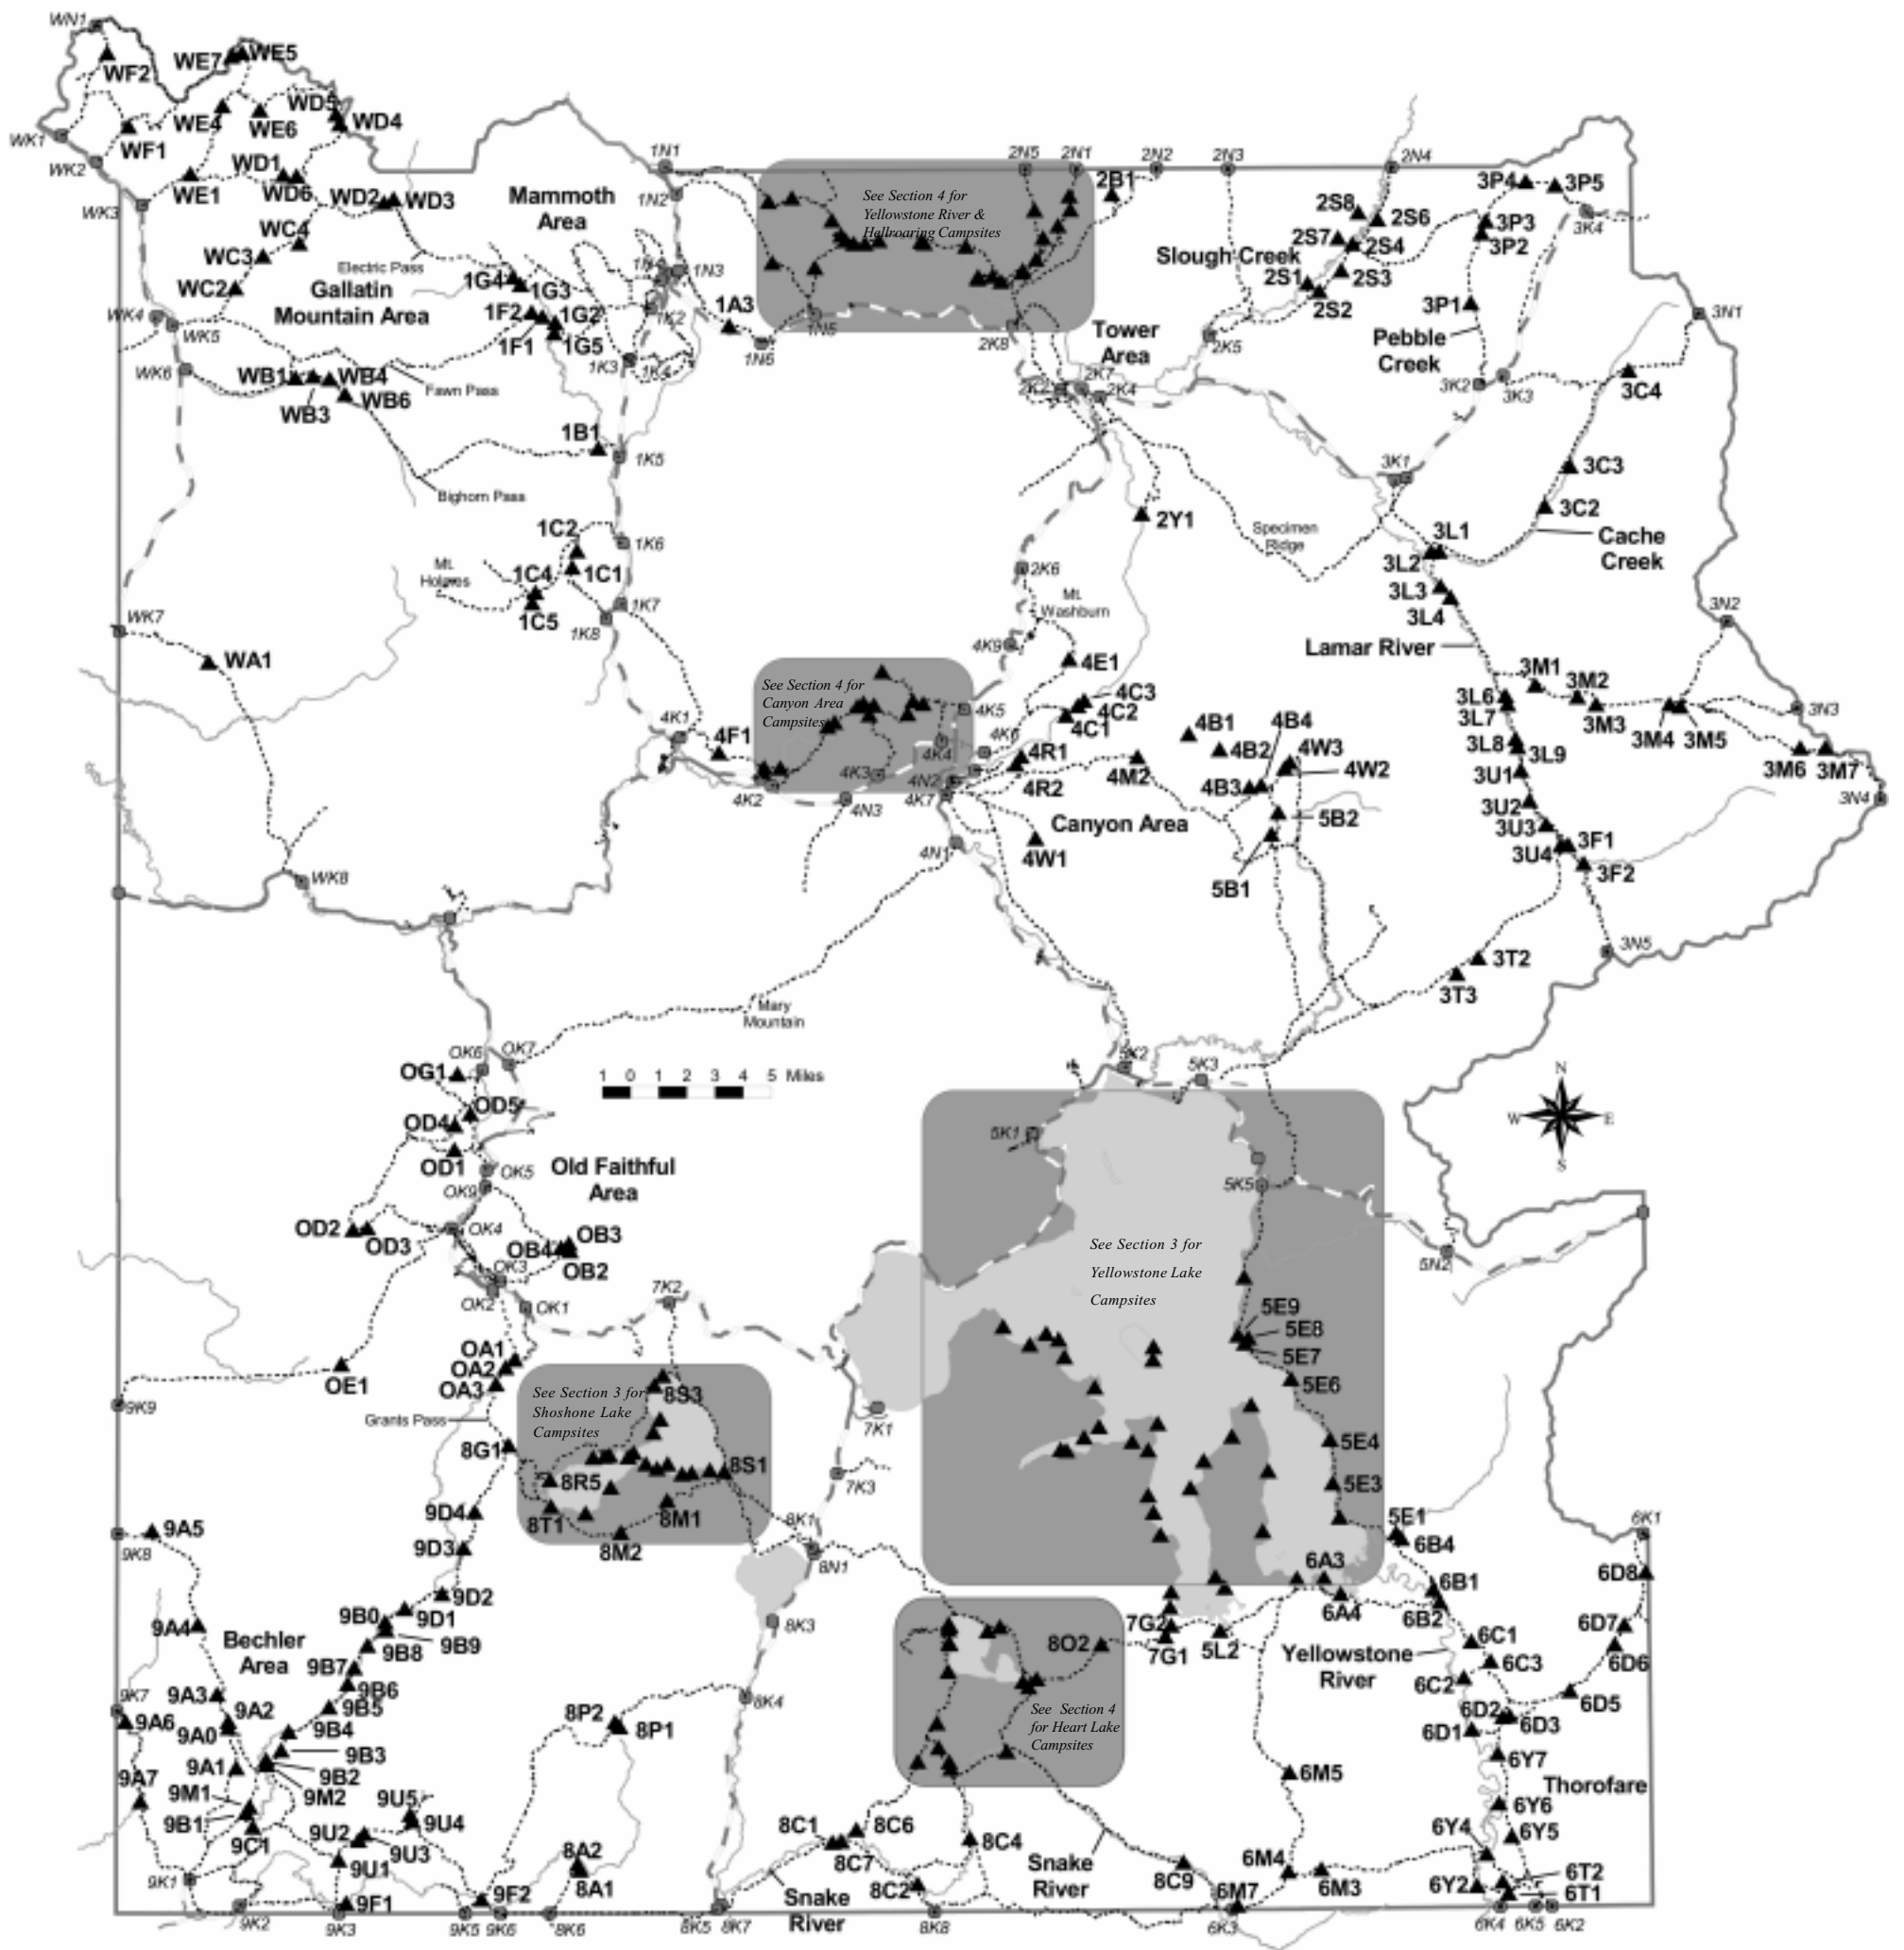 WN1
WF2
WE7
WE5
WK1
WF1
WE4
WE6
WD5
WD4
WK2
WE1
WD1
WD6
WD2
WD3
WK3
WC4
WC3
WC2
Electric Pass
Gallatin
Mountain Area
WK4
WK5
WK6
WB1
WB3
WB4
WB6
Fawn Pass
Bighorn Pass
Mammoth
Area
1N1
1N2
1N3
1G4
1G3
1F2
1G2
1F1
1G5
1K2
1K3
1K4
1A3
1N6
1N5
1B1
1K5
See Section 4 for
Yellowstone River &
Hellroaring Campsites
2N5
2N1
2N2
2N3
2N4
2B1
2K8
Tower
Area
2K2
2K7
2K4
2K5
Slough Creek
2S8
2S6
2S7
2S4
2S1
2S3
2S2
3P4
3P5
3P3
3P2
3K4
3P1
Pebble
Creek
3K2
3K3
3N1
3C4
3K1
3C3
3C2
Cache
Creek
3L1
3L2
3L3
3L4
Lamar River
3N2
2Y1
Specimen
Ridge
1C2
1K6
1C4
1C1
1C5
Mt.
Holmes
1K7
1K8
2K6
Mt.
Washburn
4K9
4E1
WK7
WA1
WK8
See Section 4 for
Canyon Area
Campsites
4K1
4F1
4K2
4K3
4K4
4K5
4K6
4N2
4K7
4N3
4N1
4C3
4C2
4C1
4R1
4R2
4M2
4B1
4B2
4B4
4B3
4W3
4W2
Canyon Area
4W1
5B2
5B1
3L6
3L7
3L8
3L9
3M1
3M2
3M3
3M4
3M5
3N3
3M6
3M7
3N4
3U1
3U2
3U3
3U4
3F1
3F2
3N5
3T2
3T3
Mary
Mountain
OK6
OK7
OG1
OD5
OD4
OD1
OK5
OK9
OD2
OD3
OK4
Old Faithful
Area
OB3
OB4
OB2
OK3
OK2
OK1
1 0 1 2 3 4 5 Miles
N
W
E
S
5K2
5K3
5K1
5K5
5N2
See Section 3 for
Yellowstone Lake
Campsites
5E9
5E8
5E7
5E6
5E4
5E3
5E1
7K2
7K1
7K3
OA1
OA2
OA3
OE1
9K9
Grants Pass
8G1
See Section 3 for
Shoshone Lake
Campsites
8S3
8S1
8R5
8T1
8M1
8M2
8K1
8N1
8K3
8K4
9D4
9D3
9D2
9D1
9A5
9K8
9A4
Bechler
Area
9B0
9B9
9B8
9B7
9B6
9B5
9B4
9B3
9B2
9M2
9K7
9A3
9A2
9A6
9A0
9A1
9A7
9M1
9B1
9C1
9K1
9K2
9U5
9U4
9U2
9U3
9U1
9F1
9K3
9F2
9K5
9K6
8K6
8P2
8P1
8A2
8A1
8K5
8K7
8C1
8C6
8C7
8C2
8C4
8K8
Snake
River
Snake
River
8C9
See Section 4
for Heart Lake
Campsites
8O2
7G2
7G1
5L2
6A3
6A4
6B4
6B1
6B2
6K1
6D8
6D7
6D6
6D5
6C1
6C3
6C2
Yellowstone
River
6D2
6D3
6D1
6Y7
Thorofare
6Y6
6Y5
6Y4
6Y2
6T2
6T1
6M5
6M4
6M3
6M7
6K3
6K4
6K5
6K2